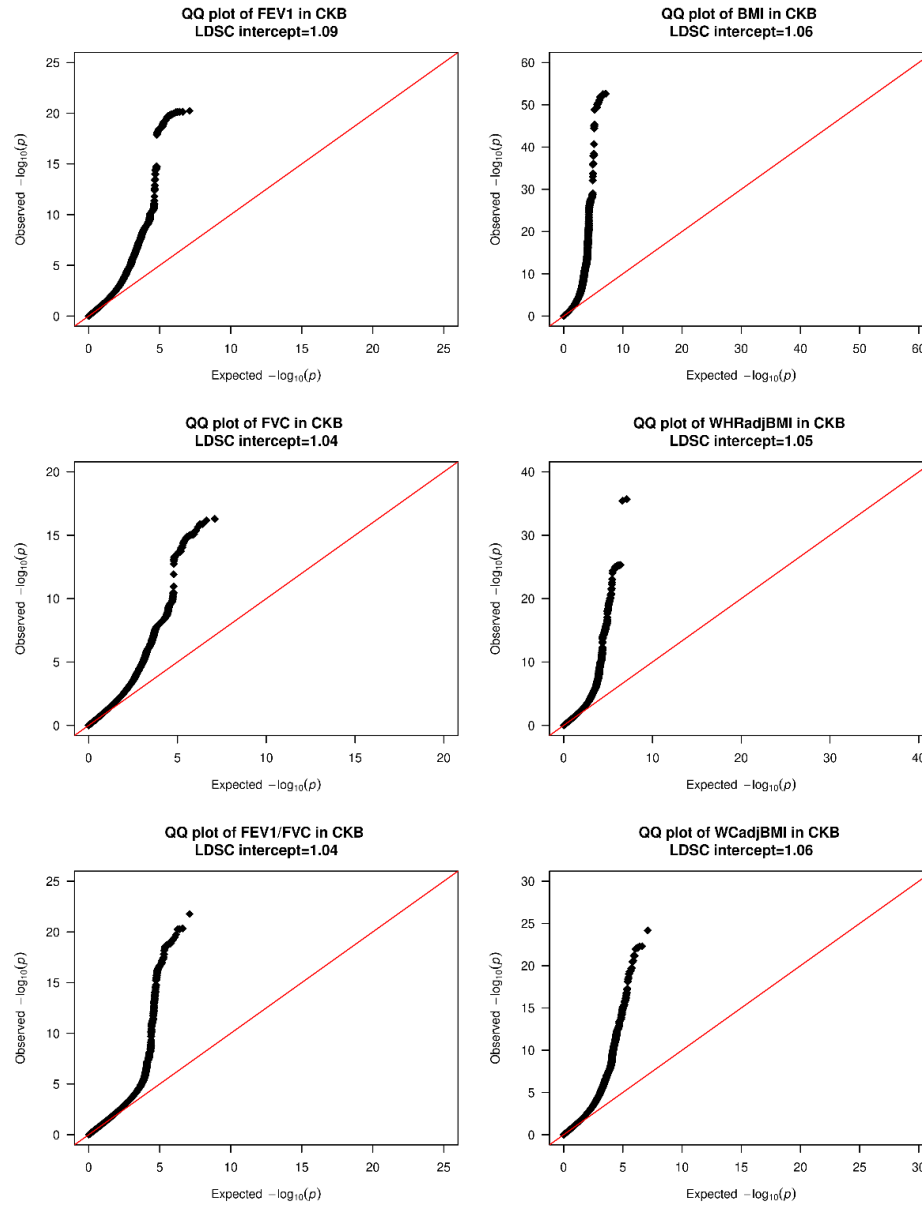 QQ plot of FEV1 in CKB
LDSC intercept=1.09
25
20
15
10
5
0
Observed −log10(p)
0 5 10 15 20 25
Expected −log10(p)
QQ plot of BMI in CKB
LDSC intercept=1.06
60
50
40
30
20
10
0
Observed −log10(p)
0 10 20 30 40 50 60
Expected −log10(p)
QQ plot of FVC in CKB
LDSC intercept=1.04
20
15
10
5
0
Observed −log10(p)
0 5 10 15 20
Expected −log10(p)
QQ plot of WHRadjBMI in CKB
LDSC intercept=1.05
40
30
20
10
0
Observed −log10(p)
0 10 20 30 40
Expected −log10(p)
QQ plot of FEV1/FVC in CKB
LDSC intercept=1.04
25
20
15
10
5
0
Observed −log10(p)
0 5 10 15 20 25
Expected −log10(p)
QQ plot of WCadjBMI in CKB
LDSC intercept=1.06
30
25
20
15
10
5
0
Observed −log10(p)
0 5 10 15 20 25 30
Expected −log10(p)